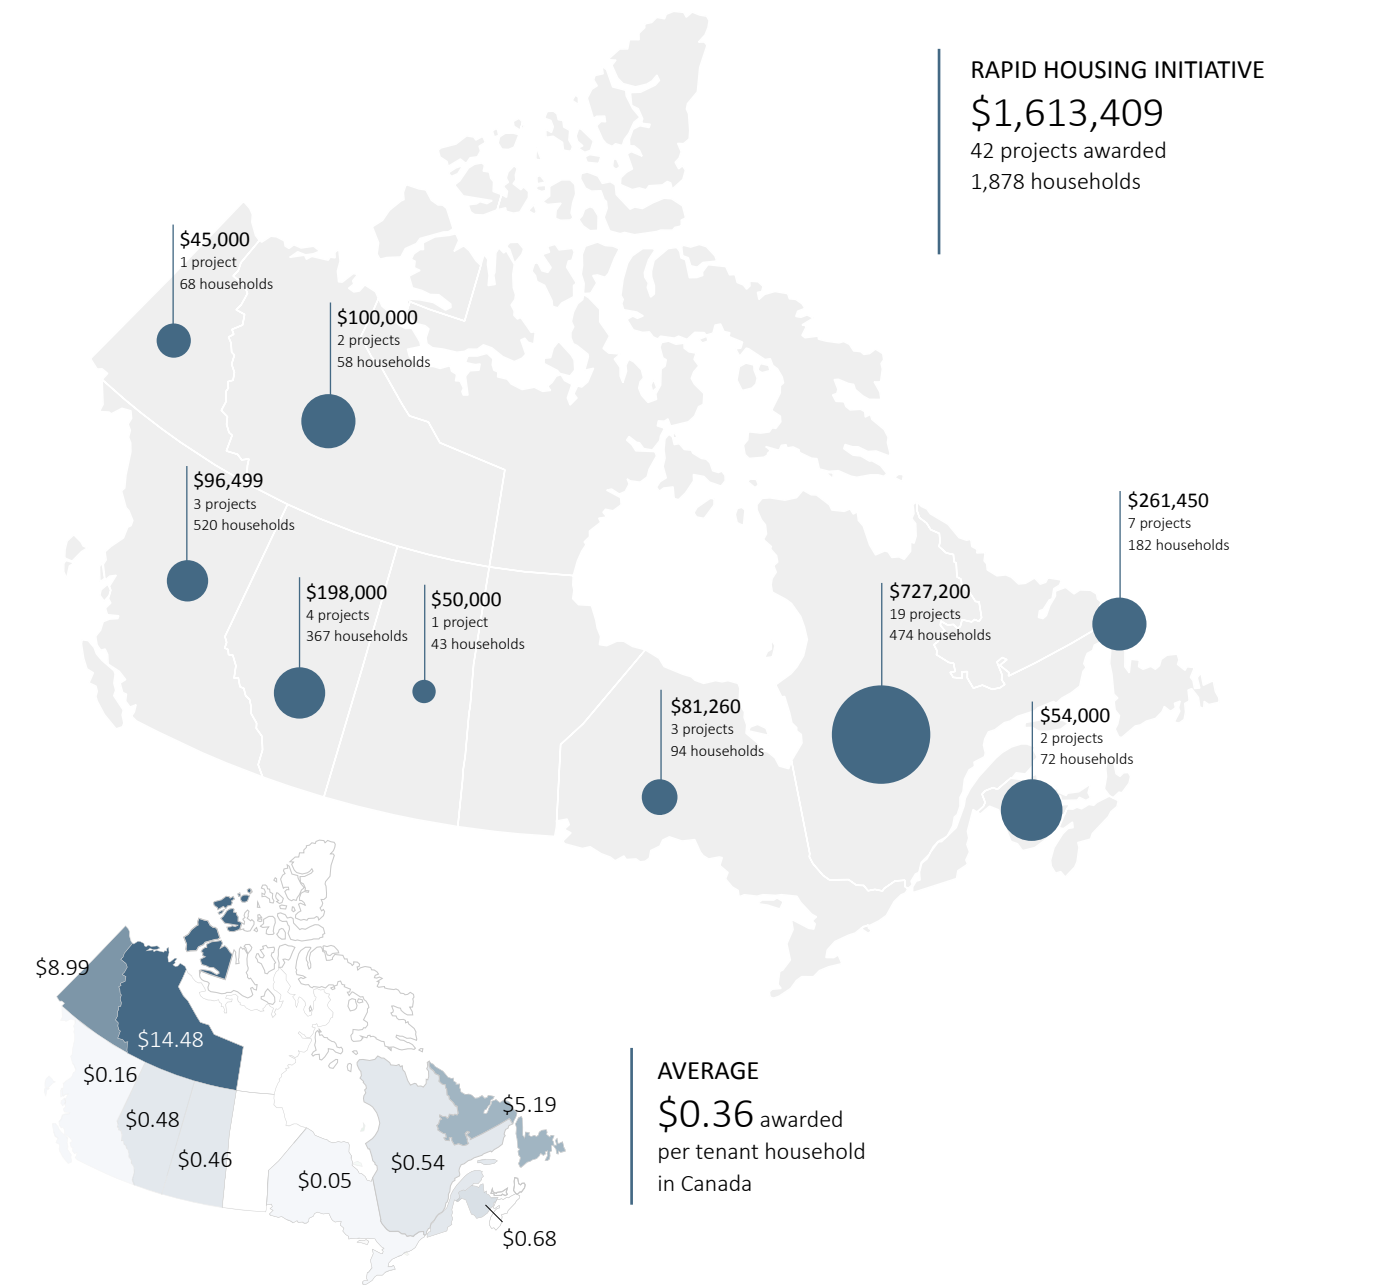 RAPID HOUSING INITIATIVE
$1,613,409
42 projects awarded
1,878 households
$45,000
1 project
68 households
$100,000
2 projects
58 households
$96,499
3 projects
520 households
$261,450
7 projects
182 households
$198,000
4 projects
367 households
$50,000
1 project
43 households
$727,200
19 projects
474 households
$81,260
3 projects
94 households
$54,000
2 projects
72 households
$8.99
$14.48
$0.16
$0.48
$0.46
$0.05
$0.54
$5.19
$0.68
AVERAGE
$0.36 awarded
per tenant household
in Canada